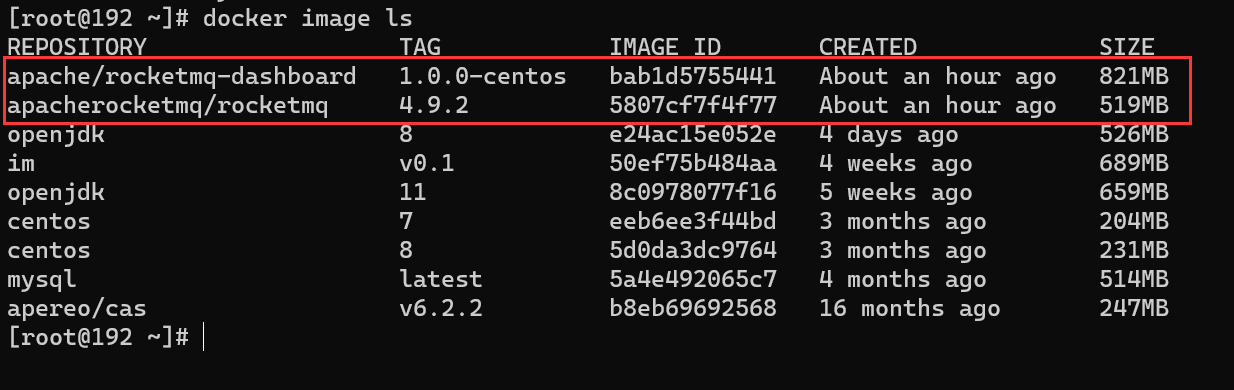 [root@192 ~]# docker image ls
REPOSITORY TAG IMAGE ID CREATED SIZE
apache/rocketmq-dashboard 1.0.0-centos bab1d5755441 About an hour ago 821MB
apacherocketmq/rocketmq 4.9.2 5807cf7f4f77 About an hour ago 519MB
openjdk 8 e24ac15e052e 4 days ago 526MB
im v0.1 50ef75b484aa 4 weeks ago 689MB
openjdk 11 8c0978077f16 5 weeks ago 659MB
centos 7 eeb6ee3f44bd 3 months ago 204MB
centos 8 5d0da3dc9764 3 months ago 231MB
mysql latest 5a4e492065c7 4 months ago 514MB
apereo/cas v6.2.2 b8eb69692568 16 months ago 247MB
[root@192 ~]#